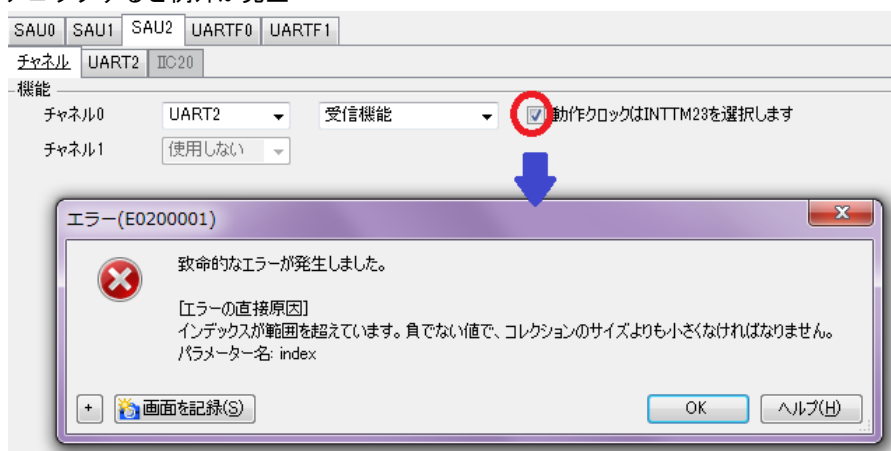 SAU0 SAU1 SAU2 UARTF0 UARTF1
チャネル UART2 IIC20
機能
チャネル0 UART2 受信機能 動作クロックはINTTM23を選択します
チャネル1 使用しない
エラー(E0200001)
致命的なエラーが発生しました。
[エラーの直接原因]
インデックスが範囲を超えています。負でない値で、コレクションのサイズよりも小さくなければなりません。
パラメーター名: index
+ 画面を記録(S) OK ヘルプ(H)